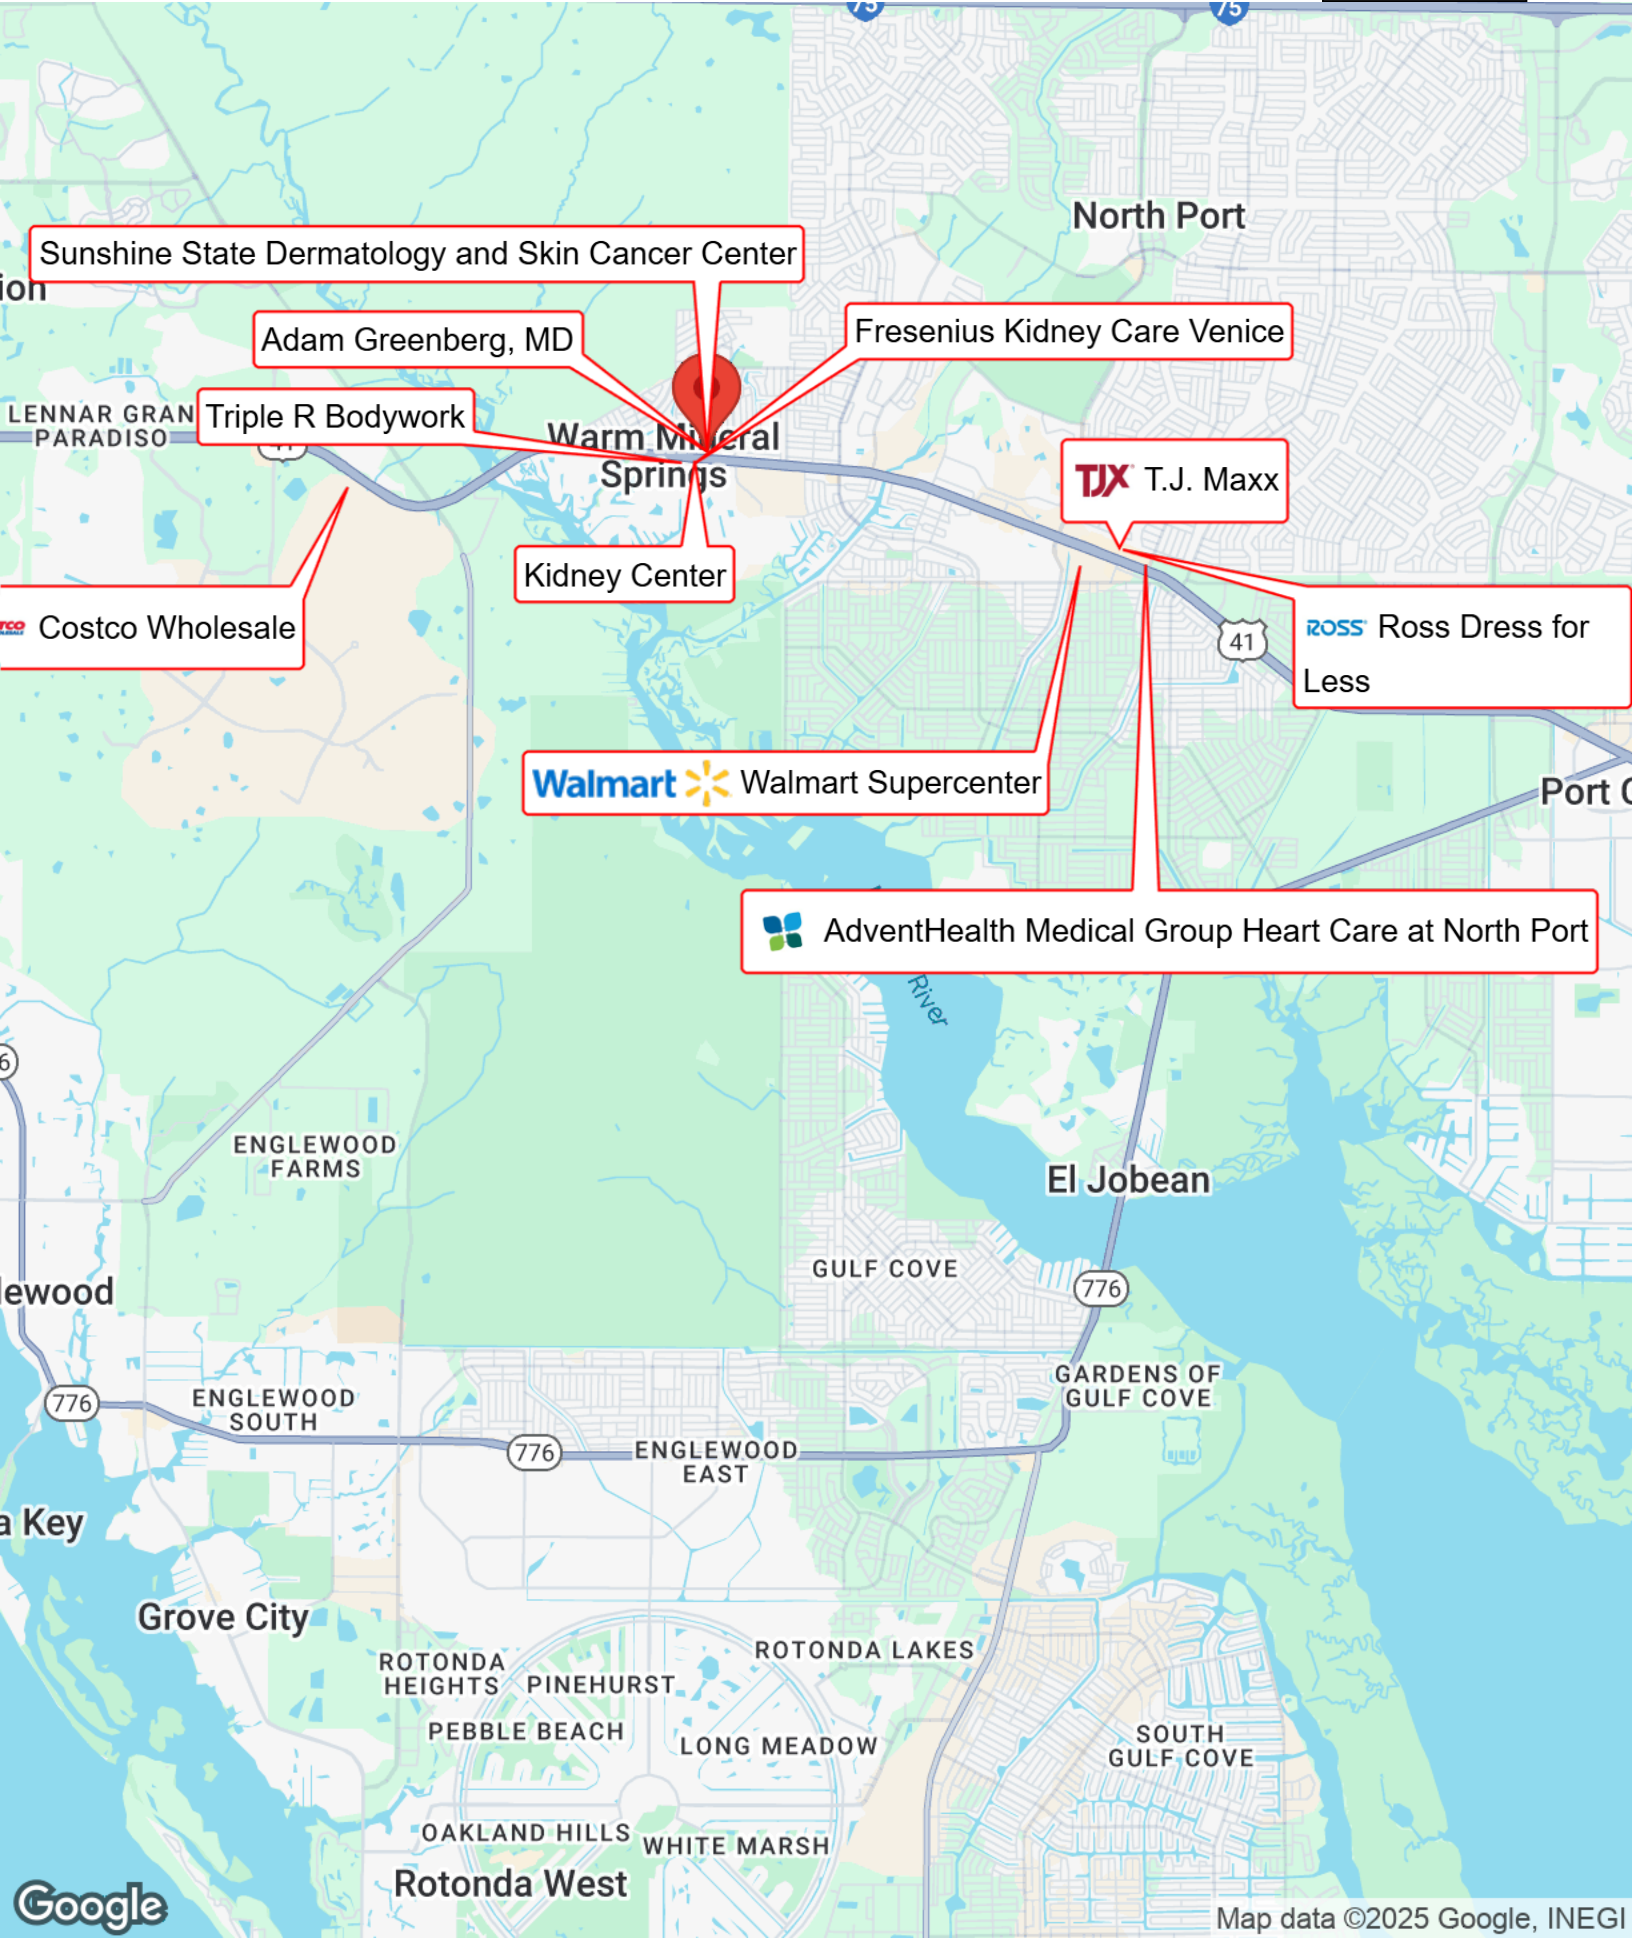 75
75
North Port
Sunshine State Dermatology and Skin Cancer Center
ion
Adam Greenberg, MD
Fresenius Kidney Care Venice
LENNAR GRAN
PARADISO
Triple R Bodywork
41
Warm Mineral
Springs
TJX T.J. Maxx
Kidney Center
Costco Wholesale
41
ROSS Ross Dress for
Less
Walmart Walmart Supercenter
Port C
AdventHealth Medical Group Heart Care at North Port
River
6
ENGLEWOOD
FARMS
El Jobean
GULF COVE
lewood
776
GARDENS OF
GULF COVE
776
ENGLEWOOD
SOUTH
776
ENGLEWOOD
EAST
a Key
Grove City
ROTONDA
HEIGHTS
PINEHURST
ROTONDA LAKES
PEBBLE BEACH
LONG MEADOW
SOUTH
GULF COVE
OAKLAND HILLS
WHITE MARSH
Rotonda West
Google
Map data ©2025 Google, INEGI